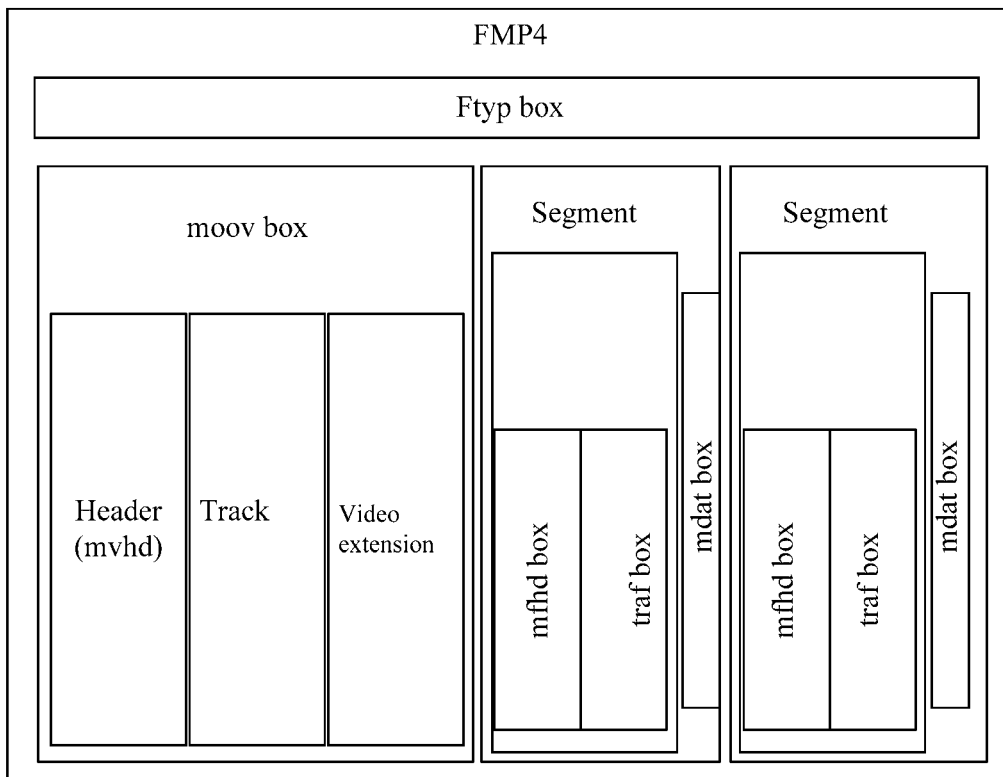 FMP4
Ftyp box
moov box
Header
(mvhd)
Track
Video
extension
Segment
mfhd box
traf box
mdat box
Segment
mfhd box
traf box
mdat box